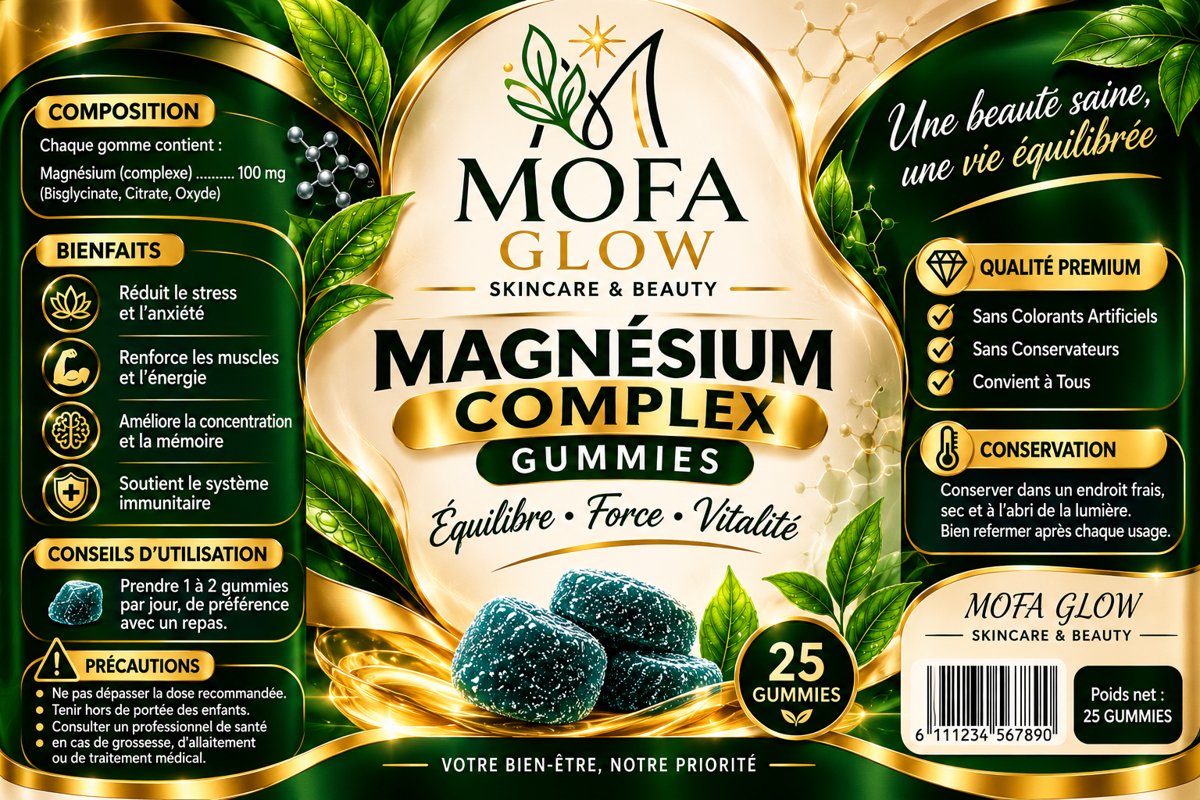 COMPOSITION
Chaque gomme contient :
Magnésium (complexe) .......... 100 mg
(Bisglycinate, Citrate, Oxyde)
BIENFAITS
Réduit le stress
et l'anxiété
Renforce les muscles
et l'énergie
Améliore la concentration
et la mémoire
Soutient le système
immunitaire
CONSEILS D'UTILISATION
Prendre 1 à 2 gummies
par jour, de préférence
avec un repas.
PRÉCAUTIONS
• Ne pas dépasser la dose recommandée.
• Tenir hors de portée des enfants.
• Consulter un professionnel de santé
• en cas de grossesse, d'allaitement
ou de traitement médical.
M
MOFA
GLOW
SKINCARE & BEAUTY
MAGNÉSIUM
COMPLEX
GUMMIES
Équilibre • Force • Vitalité
25
GUMMIES
VOTRE BIEN-ÊTRE, NOTRE PRIORITÉ
Une beauté saine,
une vie équilibrée
QUALITÉ PREMIUM
Sans Colorants Artificiels
Sans Conservateurs
Convient à Tous
CONSERVATION
Conserver dans un endroit frais,
sec et à l'abri de la lumière.
Bien refermer après chaque usage.
MOFA GLOW
SKINCARE & BEAUTY
6 111234 567890
Poids net :
25 GUMMIES